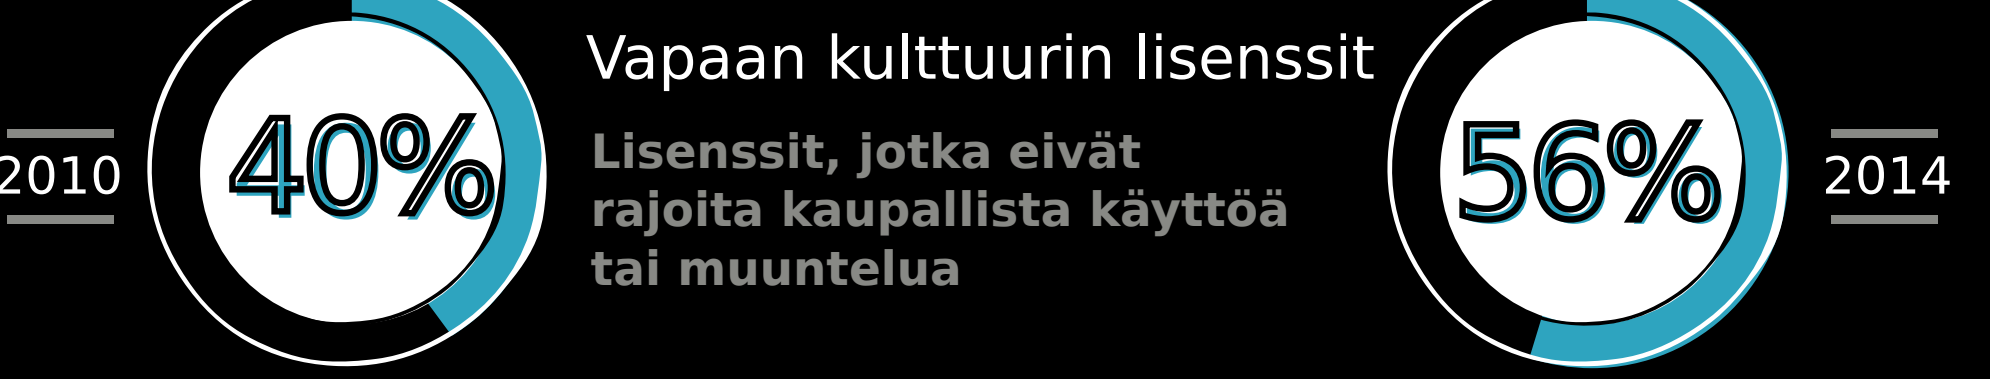 2010
40%
Vapaan kulttuurin lisenssit
Lisenssit, jotka eivät
rajoita kaupallista käyttöä
tai muuntelua
56%
2014